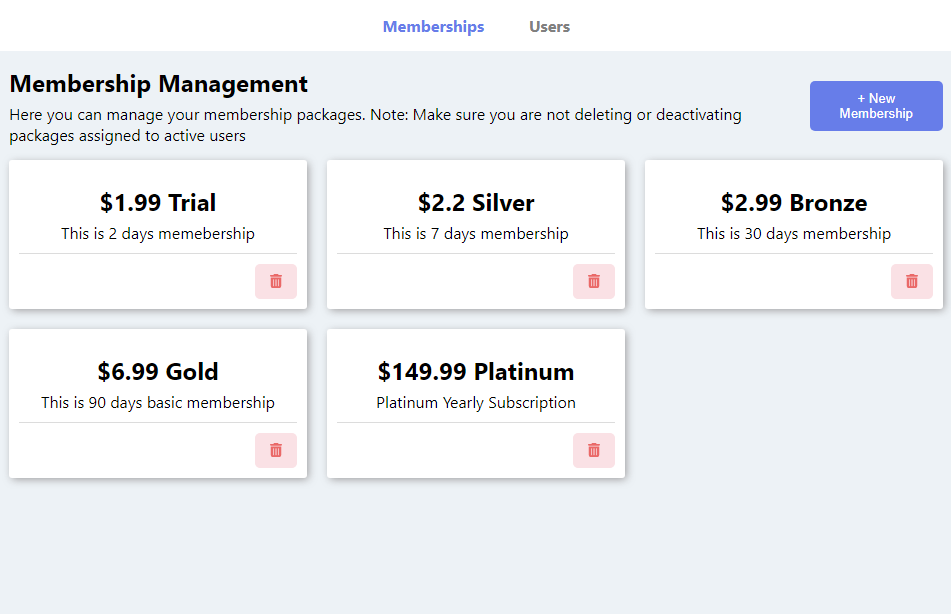 Memberships Users
Membership Management
Here you can manage your membership packages. Note: Make sure you are not deleting or deactivating
packages assigned to active users
+ New
Membership
$1.99 Trial
This is 2 days memebership
$2.2 Silver
This is 7 days membership
$2.99 Bronze
This is 30 days membership
$6.99 Gold
This is 90 days basic membership
$149.99 Platinum
Platinum Yearly Subscription